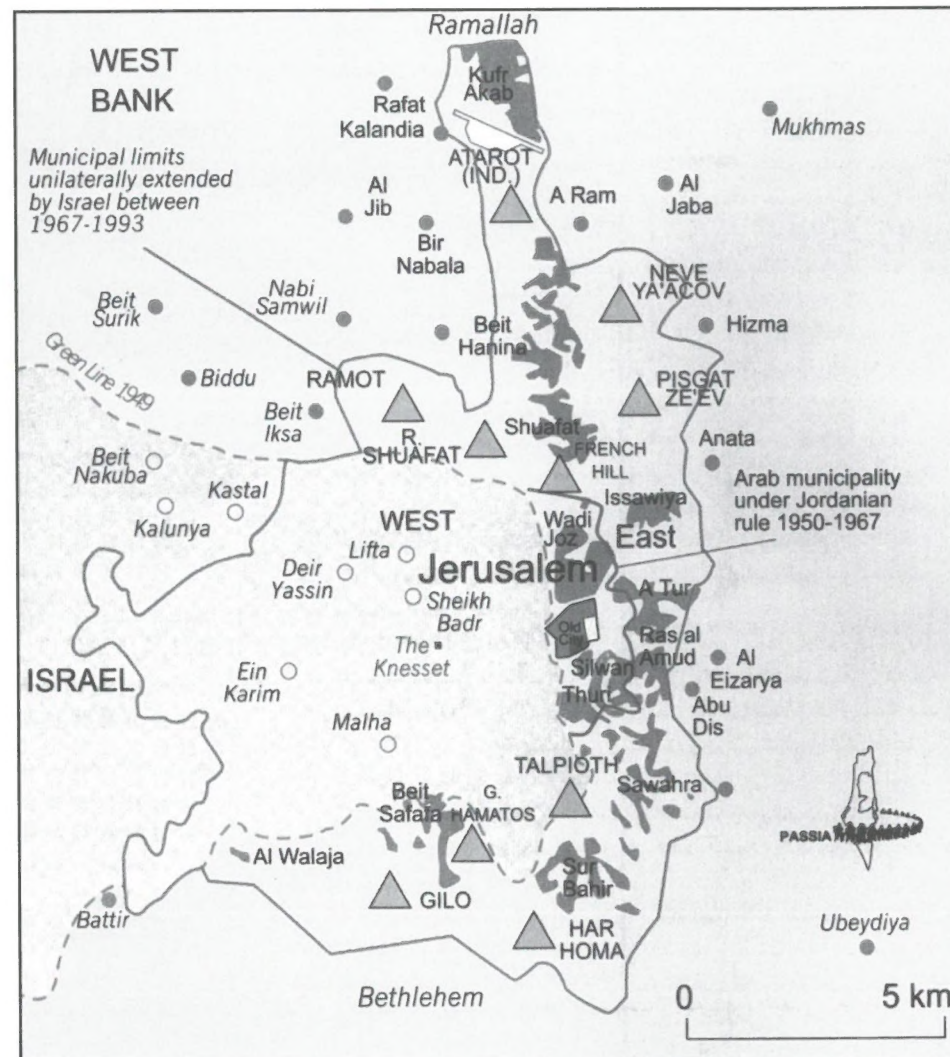 Ramallah
WEST
BANK
Kufr
Akab
Rafat
Kalandia
Mukhmas
Municipal limits
unilaterally extended
by Israel between
1967-1993
ATAROT
(IND.)
Al
Jib
A Ram
Al
Jaba
Bir
Nabala
Nabi
Samwil
NEVE
YA'ACOV
Beit
Surik
Beit
Hanina
Hizma
Green Line 1949
Biddu
RAMOT
PISGAT
ZE'EV
Beit
Iksa
R.
SHUAFAT
Shuafat
FRENCH
HILL
Anata
Beit
Nakuba
Kastal
Kalunya
Issawiya
Arab municipality
under Jordanian
rule 1950-1967
WEST
Wadi
Joz
East
Lifta
Jerusalem
Deir
Yassin
Sheikh
Badr
A'Tur
Old
City
The
Knesset
Ras al
Amud
Al
Eizarya
Silwan
ISRAEL
Ein
Karim
Thuri
Abu
Dis
Malha
TALPIOTH
Sawahra
Beit
Safafa
G.
HAMATOS
PASSIA
Al Walaja
Sur
Bahir
GILO
Battir
HAR
HOMA
Ubeydiya
Bethlehem
0 5 km